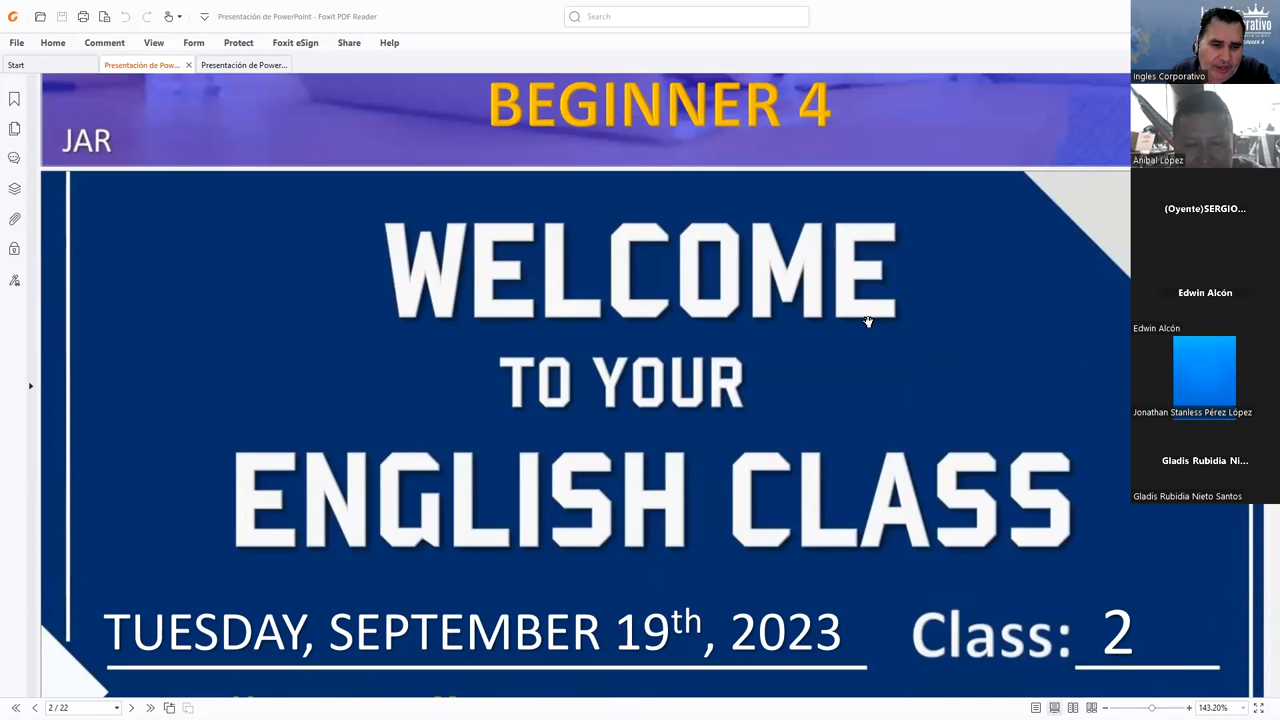 Presentación de PowerPoint - Foxit PDF Reader
Search
File Home Comment View Form Protect Foxit eSign Share Help
Start
Presentación de Pow...
Presentación de Power...
BEGINNER 4
JAR
WELCOME
TO YOUR
ENGLISH CLASS
TUESDAY, SEPTEMBER 19th, 2023
Class: 2
Ingles Corporativo
Aníbal López
(Oyente)SERGIO...
Edwin Alcón
Edwin Alcón
Jonathan Stanless Pérez López
Gladis Rubidia Ni...
Gladis Rubidia Nieto Santos
2 / 22
143.20%